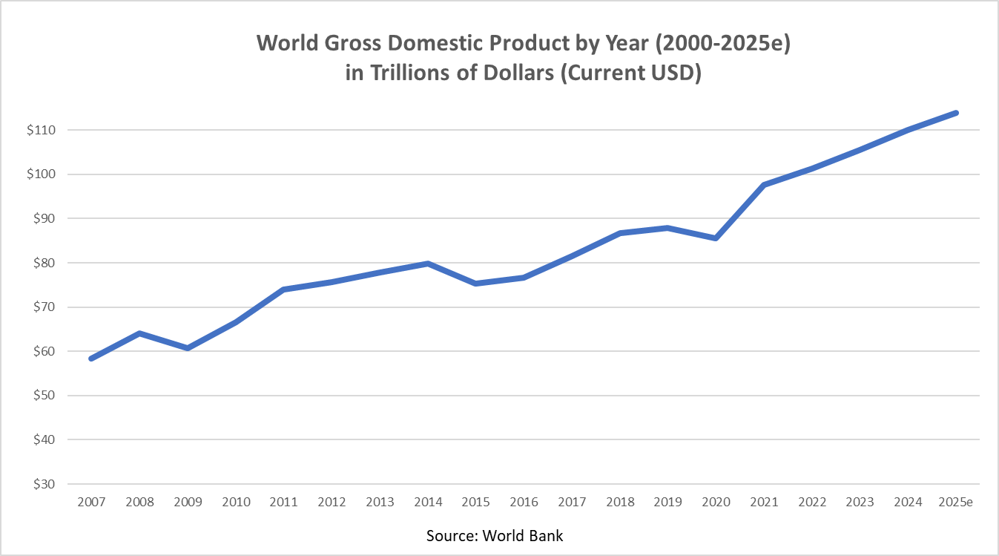 World Gross Domestic Product by Year (2000-2025e)
in Trillions of Dollars (Current USD)
$110
$100
$90
$80
$70
$60
$50
$40
$30
2007 2008 2009 2010 2011 2012 2013 2014 2015 2016 2017 2018 2019 2020 2021 2022 2023 2024 2025e
Source: World Bank